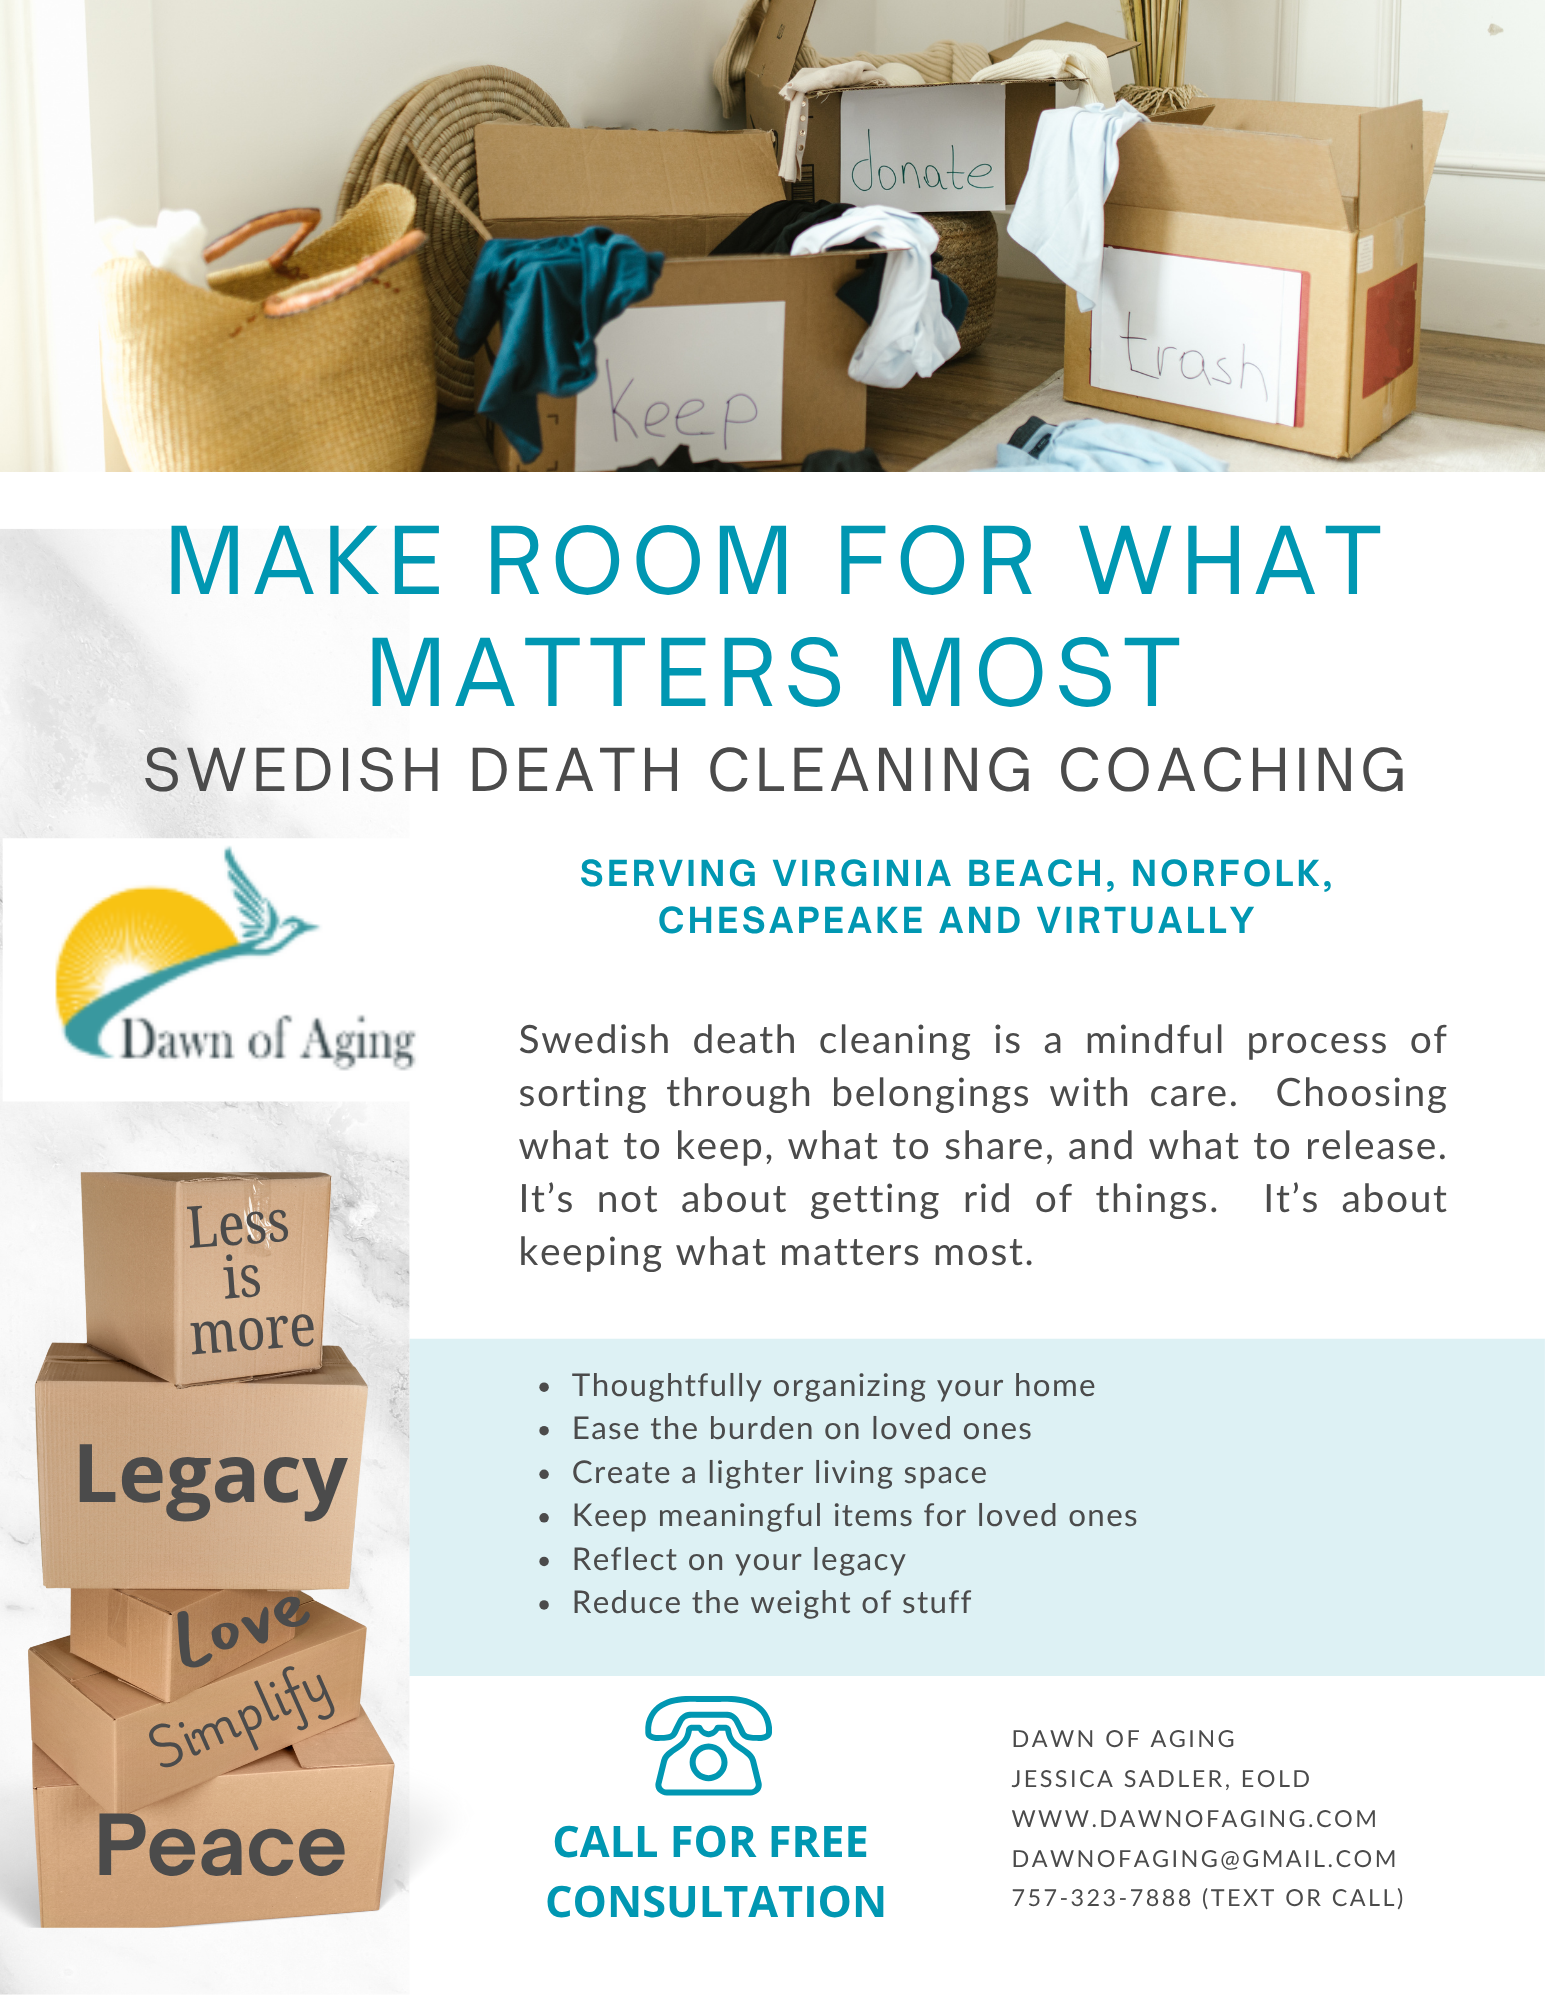 donate
keep
trash
MAKE ROOM FOR WHAT
MATTERS MOST
SWEDISH DEATH CLEANING COACHING
SERVING VIRGINIA BEACH, NORFOLK,
CHESAPEAKE AND VIRTUALLY
Dawn of Aging
Swedish death cleaning is a mindful process of
sorting through belongings with care. Choosing
what to keep, what to share, and what to release.
It’s not about getting rid of things. It’s about
keeping what matters most.
Less
is
more
Legacy
Love
Simplify
Peace
• Thoughtfully organizing your home
• Ease the burden on loved ones
• Create a lighter living space
• Keep meaningful items for loved ones
• Reflect on your legacy
• Reduce the weight of stuff
CALL FOR FREE
CONSULTATION
DAWN OF AGING
JESSICA SADLER, EOLD
WWW.DAWNOFAGING.COM
DAWNOFAGING@GMAIL.COM
757-323-7888 (TEXT OR CALL)